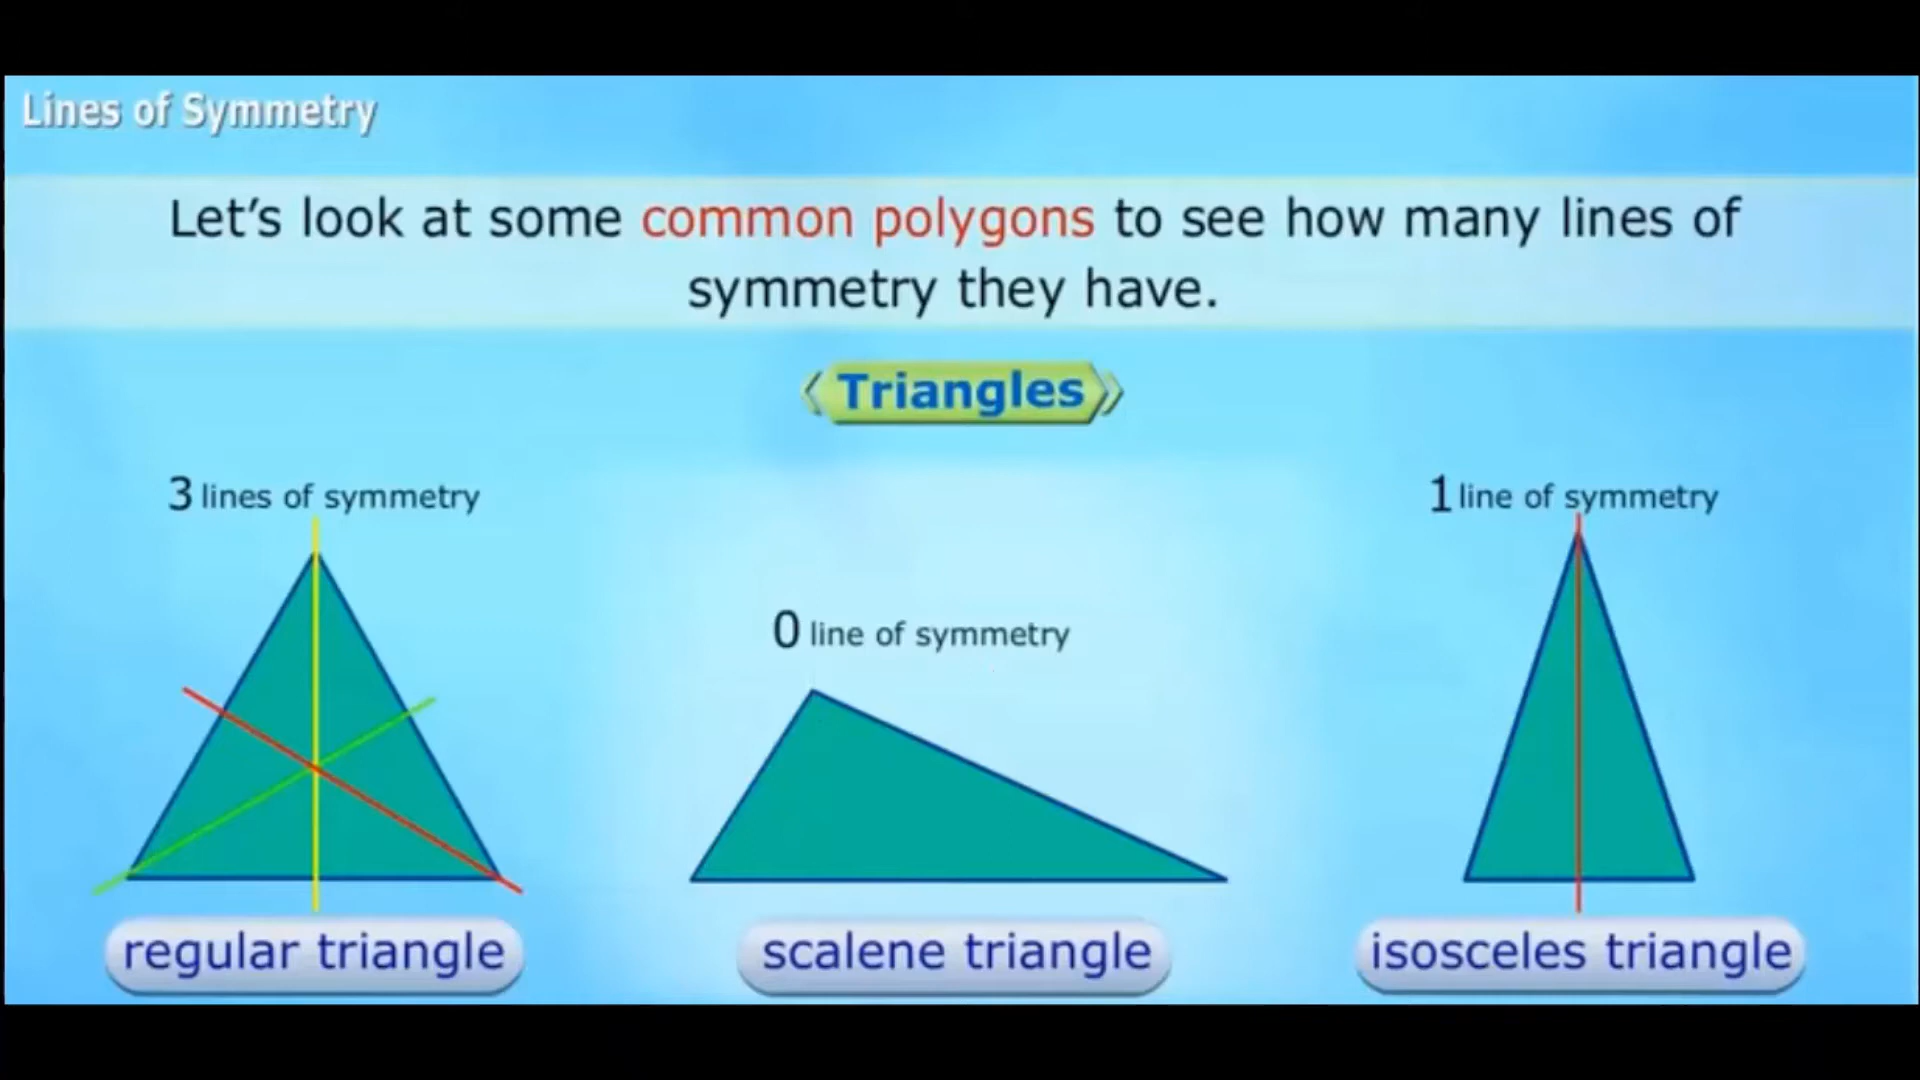 Lines of Symmetry
Let's look at some common polygons to see how many lines of
symmetry they have.
Triangles
3 lines of symmetry
1 line of symmetry
0 line of symmetry
regular triangle
scalene triangle
isosceles triangle